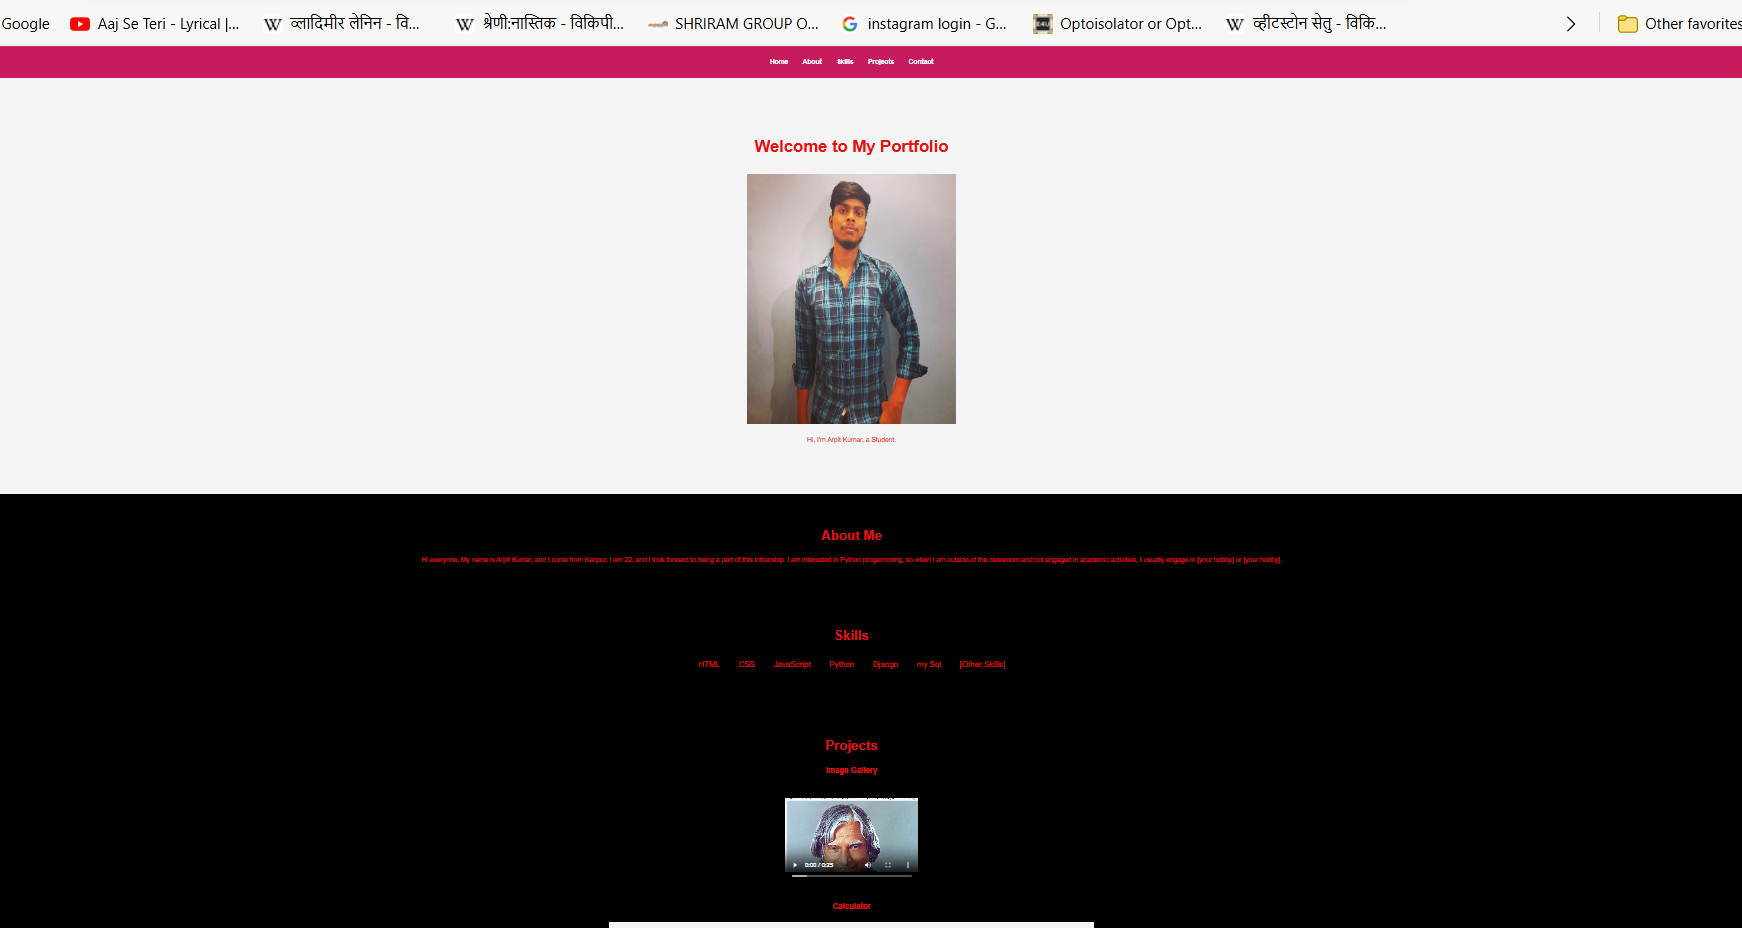 Google Aaj Se Teri - Lyrical |... व्लादिमीर लेनिन - वि... श्रेणी:नास्तिक - विकिपी... SHRIRAM GROUP O... instagram login - G... Optoisolator or Opt... व्हीटस्टोन सेतु - विकि... Other favorites
Home About Skills Projects Contact
Welcome to My Portfolio
Hi, I'm Arpit Kumar, a Student.
About Me
Hi everyone, My name is Arpit Kumar, and I come from Kanpur. I am 22, and I look forward to being a part of this intranship. I am interested in Python progarmming, so when I am outside of the classroom and not engaged in academic activities, I usually engage in [your hobby] or [your hobby].
Skills
HTML CSS JavaScript Python Django my Sql [Other Skills]
Projects
Image Gallery
0:00 / 0:25
Calculator